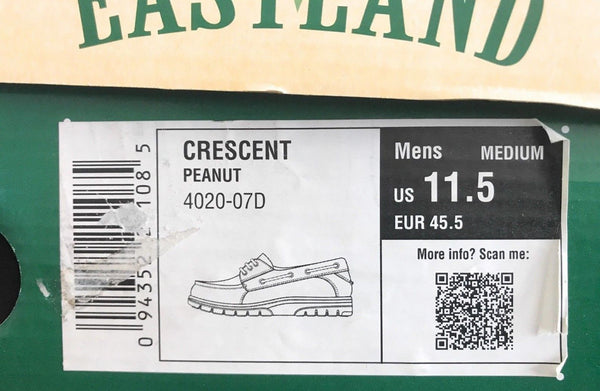 EASTLAND
CRESCENT
PEANUT
4020-07D
Mens MEDIUM
US 11.5
EUR 45.5
More info? Scan me: